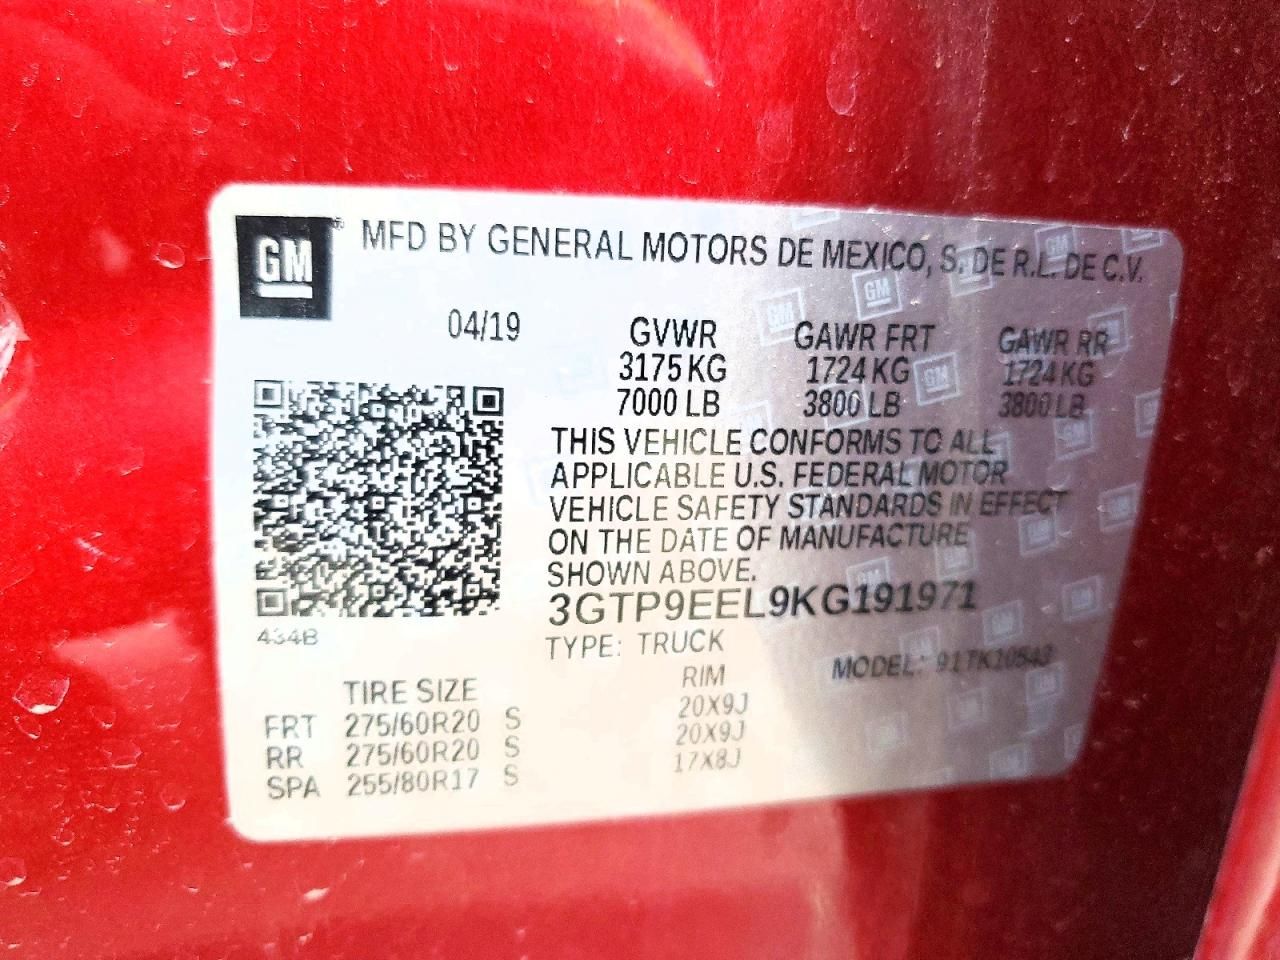 GM MFD BY GENERAL MOTORS DE MEXICO, S. DE R.L. DE C.V.
04/19 GVWR GAWR FRT GAWR RR
3175 KG 1724 KG 1724 KG
7000 LB 3800 LB 3800 LB
THIS VEHICLE CONFORMS TO ALL
APPLICABLE U.S. FEDERAL MOTOR
VEHICLE SAFETY STANDARDS IN EFFECT
ON THE DATE OF MANUFACTURE
SHOWN ABOVE.
3GTP9EEL9KG191971
434B
TYPE: TRUCK MODEL: 91TK10543
TIRE SIZE RIM
FRT 275/60R20 S 20X9J
RR 275/60R20 S 20X9J
SPA 255/80R17 S 17X8J